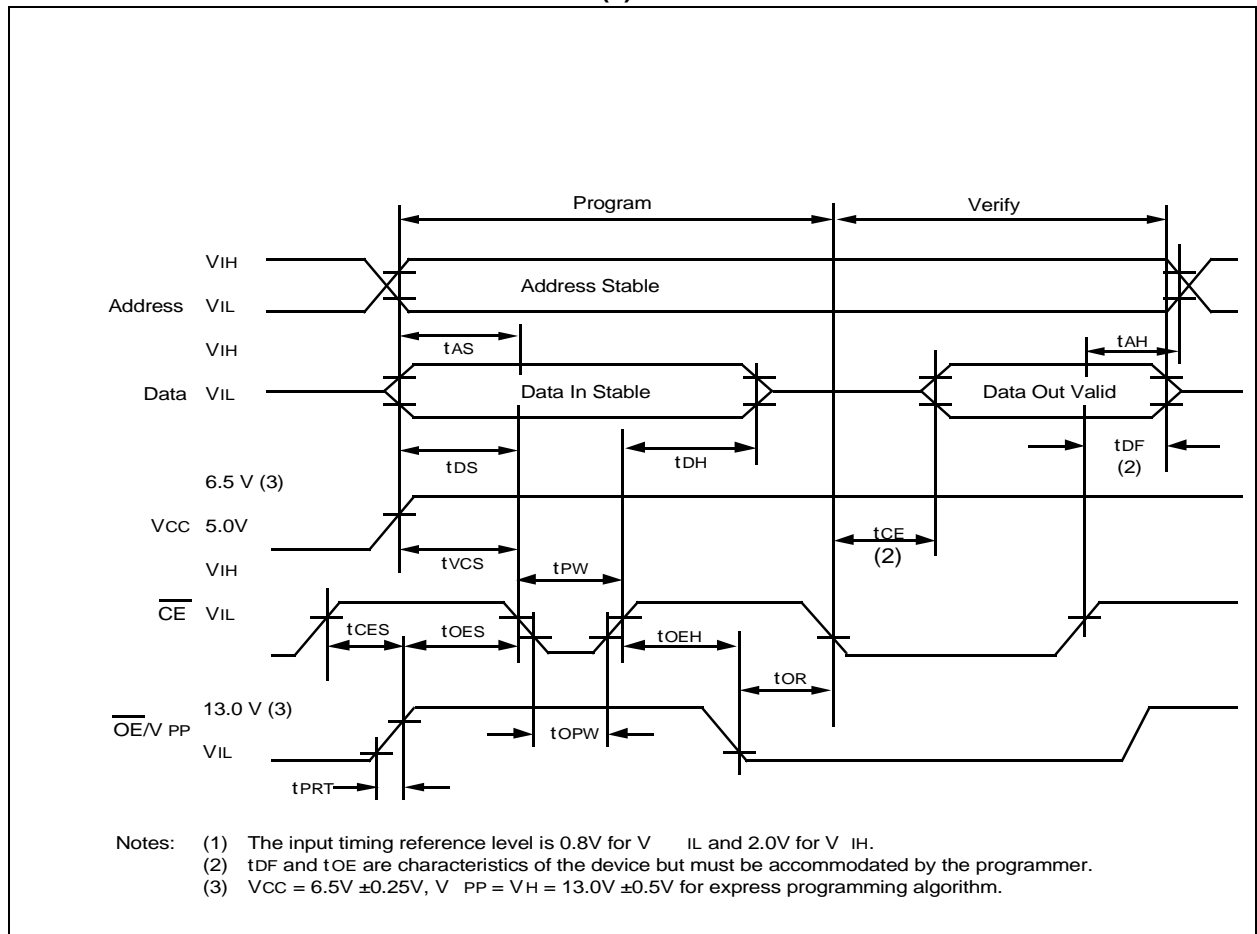 Program Verify
VIH
Address Stable
Address VIL
VIH tAS tAH
Data VIL Data In Stable Data Out Valid
tDS tDH tDF
(2)
6.5 V (3)
VCC 5.0V
tVCS tCE
(2)
VIH tPW
CE VIL
tCES tOES tOEH
tOR
13.0 V (3)
OE/V PP
tOPW
VIL
tPRT
Notes: (1) The input timing reference level is 0.8V for V IL and 2.0V for V IH.
(2) tDF and tOE are characteristics of the device but must be accommodated by the programmer.
(3) VCC = 6.5V ±0.25V, V PP = VH = 13.0V ±0.5V for express programming algorithm.